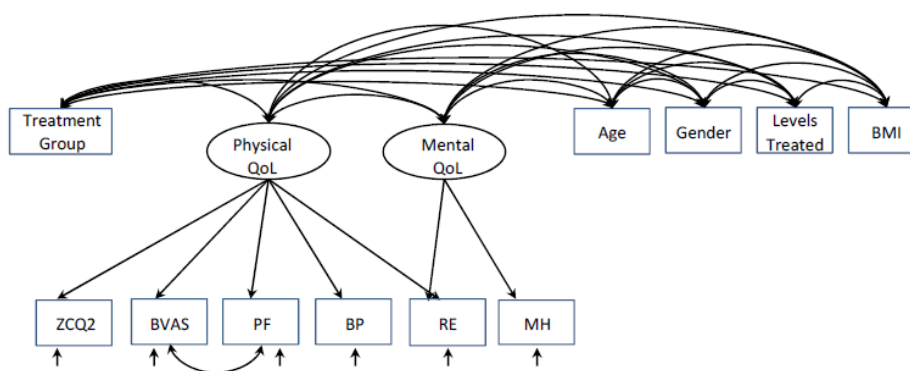 Treatment
Group
Physical
QoL
Mental
QoL
Age
Gender
Levels
Treated
BMI
ZCQ2
BVAS
PF
BP
RE
MH